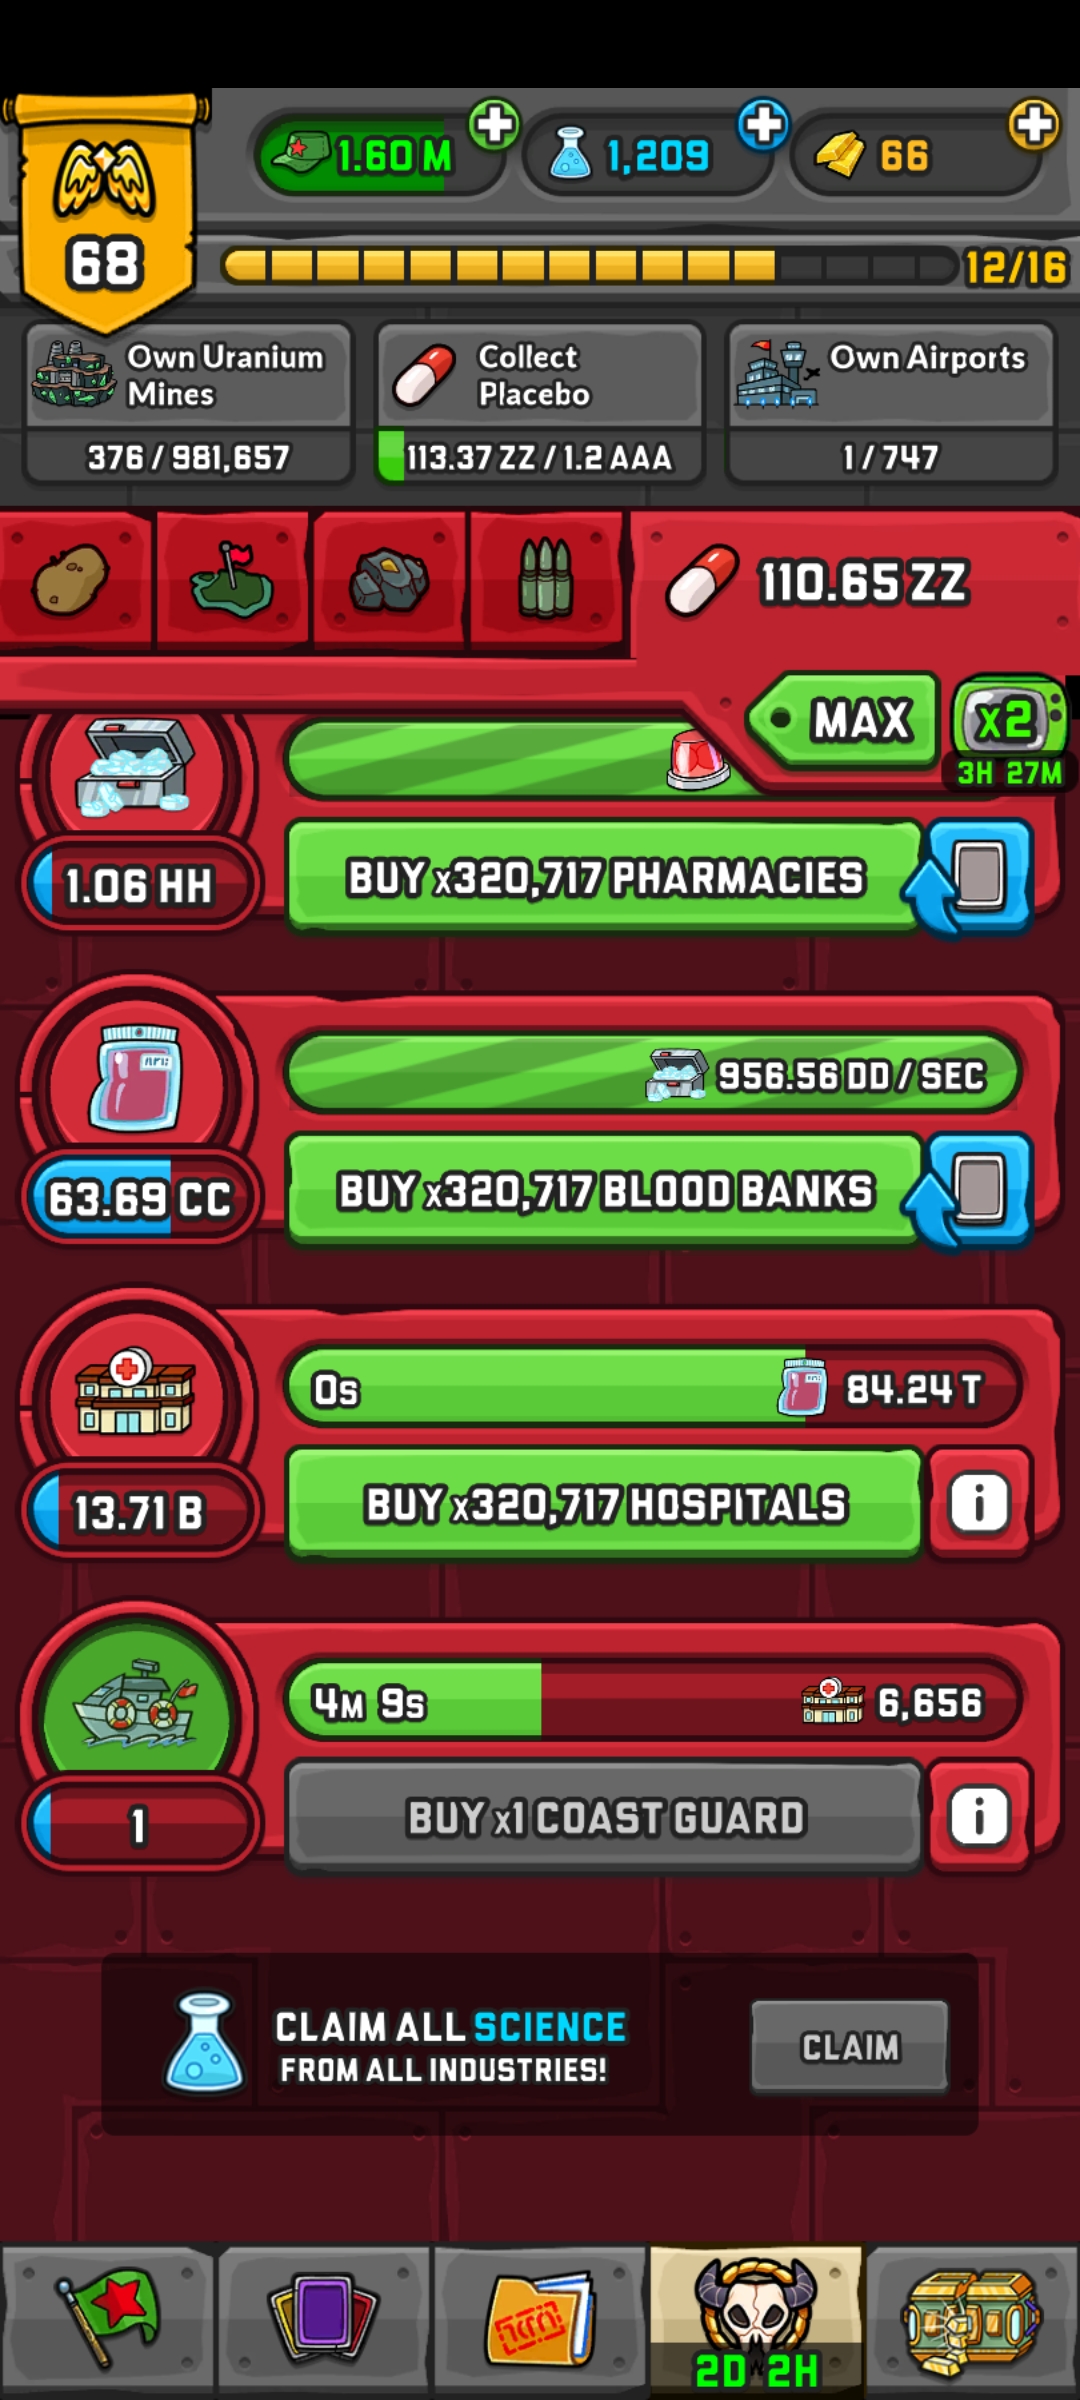 1.60 M
1,209
66
68
12/16
Own Uranium
Mines
376 / 981,657
Collect
Placebo
113.37 ZZ / 1.2 AAA
Own Airports
1 / 747
110.65 ZZ
MAX
x2
3H 27M
1.06 HH
BUY x320,717 PHARMACIES
956.56 DD / SEC
63.69 CC
BUY x320,717 BLOOD BANKS
0s
84.24 T
13.71 B
BUY x320,717 HOSPITALS
i
4M 9s
6,656
1
BUY x1 COAST GUARD
i
CLAIM ALL SCIENCE
FROM ALL INDUSTRIES!
CLAIM
2D 2H